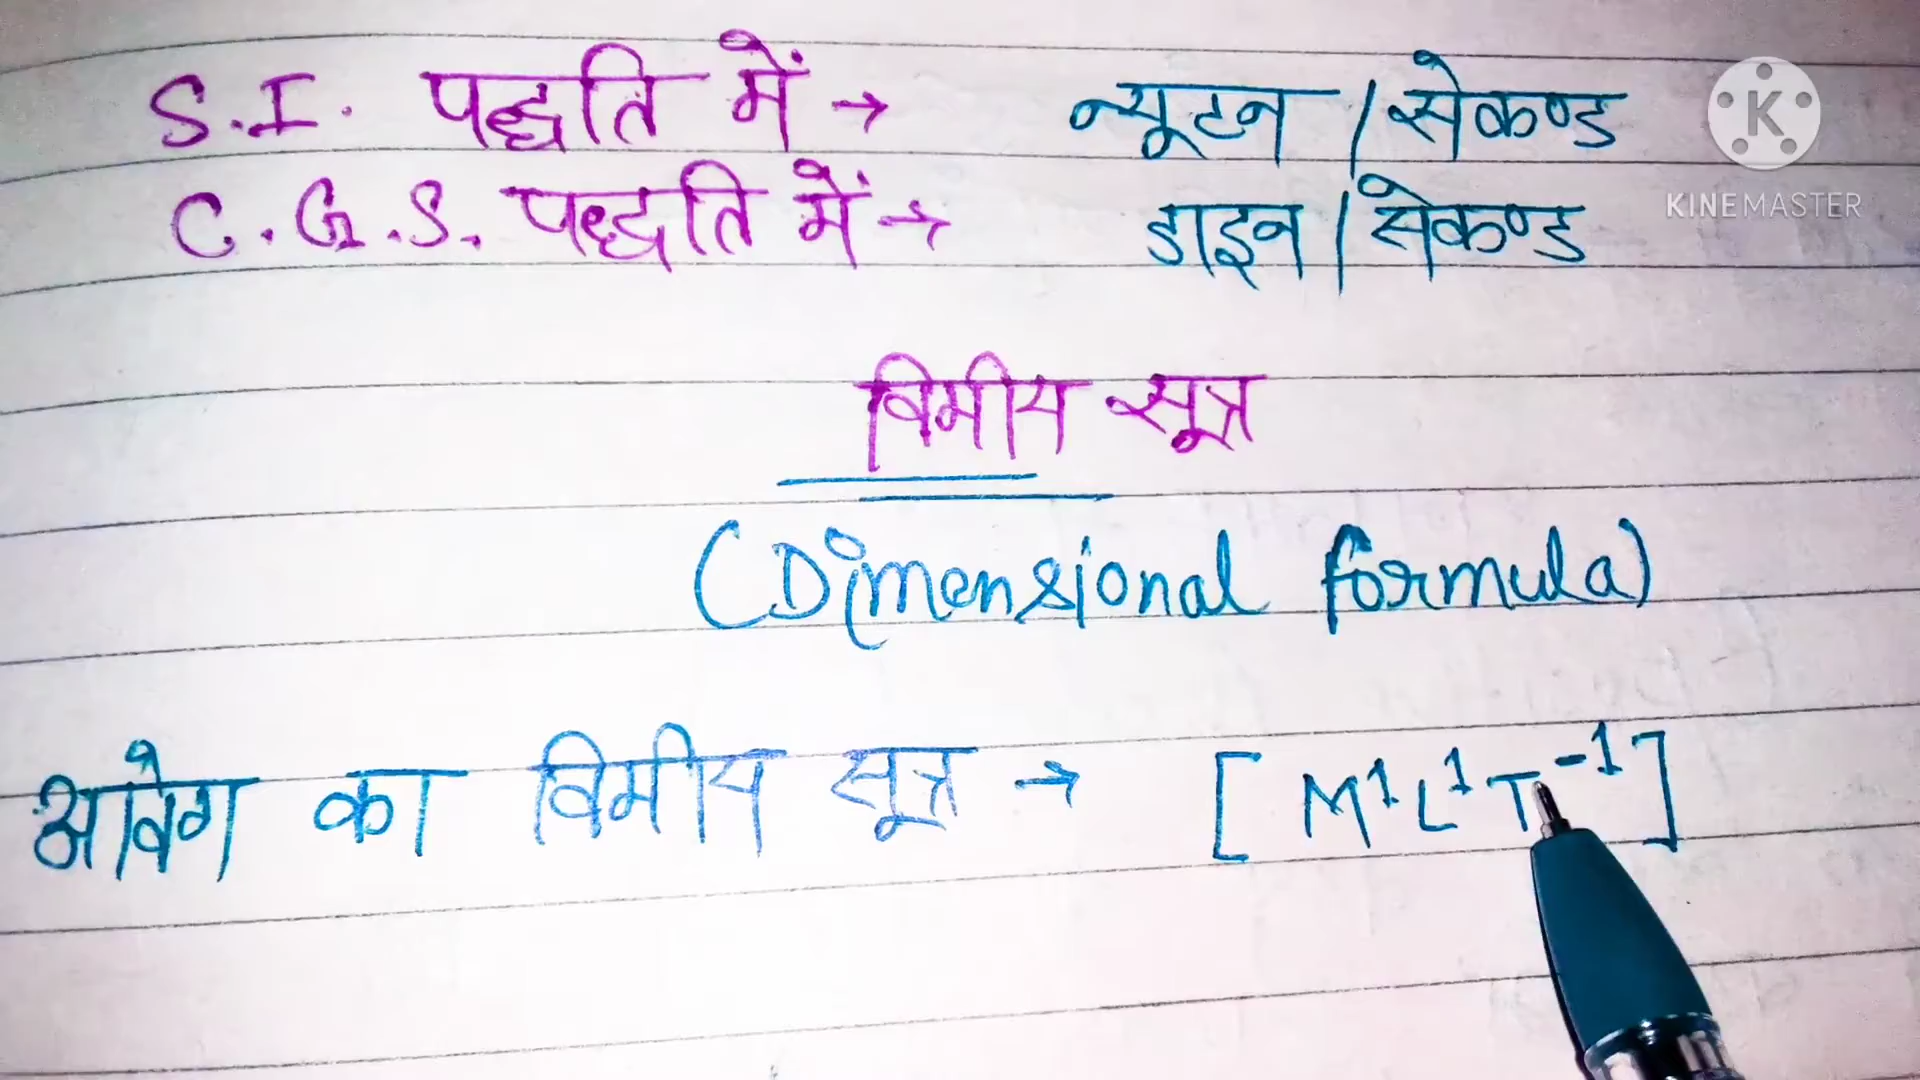 S.I. पद्धति में → न्यूटन / सेकण्ड
KINEMASTER
C.G.S. पद्धति में → डाइन / सेकण्ड
विमीय सूत्र
(Dimensional formula)
आवेग का विमीय सूत्र → [M¹L¹T⁻¹]